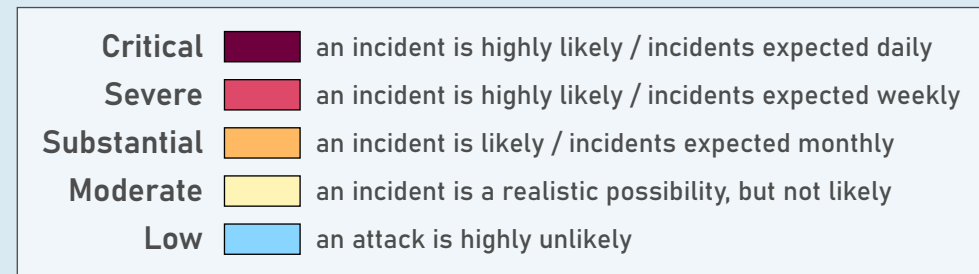 Critical an incident is highly likely / incidents expected daily
Severe an incident is highly likely / incidents expected weekly
Substantial an incident is likely / incidents expected monthly
Moderate an incident is a realistic possibility, but not likely
Low an attack is highly unlikely